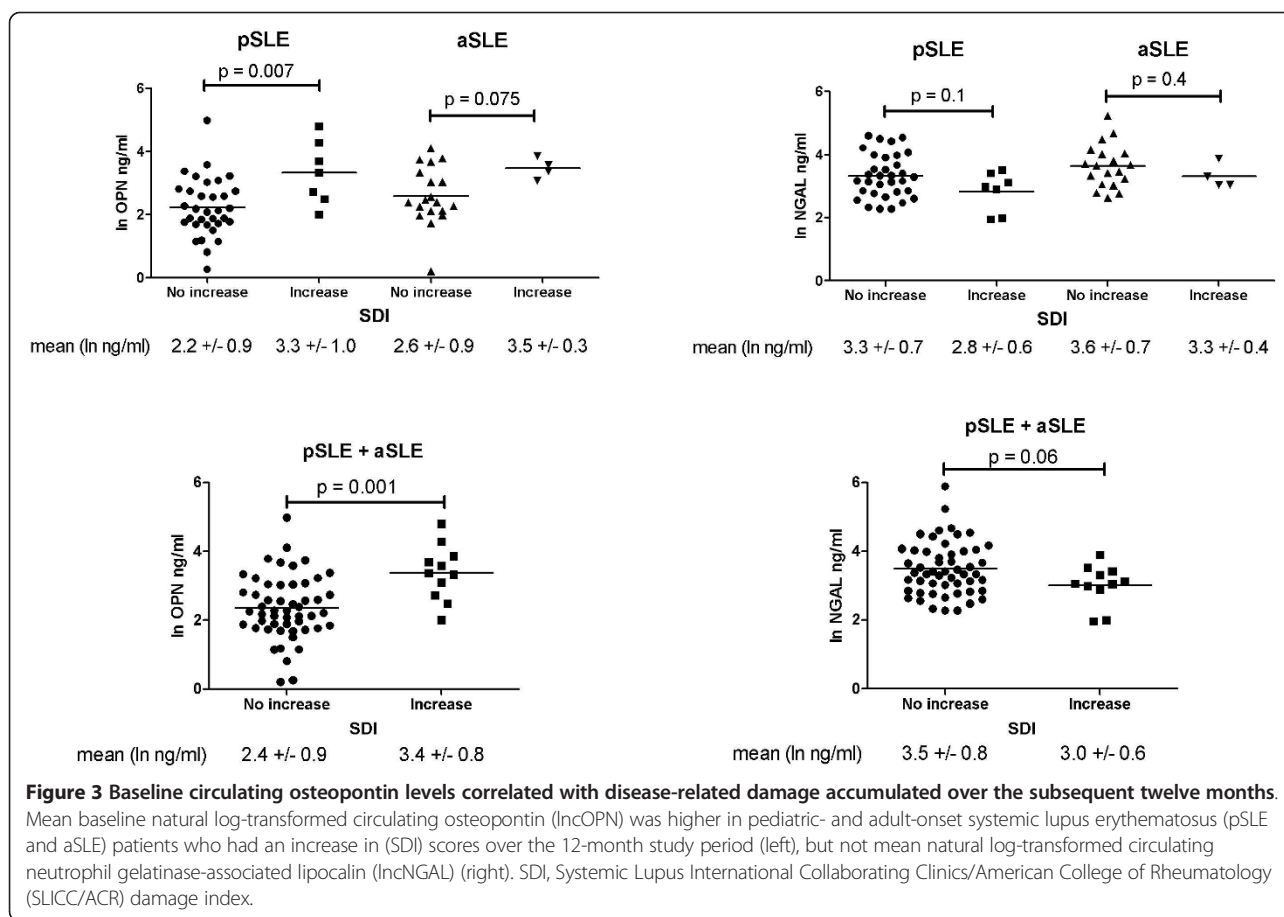 pSLE aSLE
p = 0.007
p = 0.075
ln OPN ng/ml
6
4
2
0
No increase Increase No increase Increase
SDI
mean (ln ng/ml) 2.2 +/- 0.9 3.3 +/- 1.0 2.6 +/- 0.9 3.5 +/- 0.3
pSLE aSLE
p = 0.1
p = 0.4
ln NGAL ng/ml
6
4
2
0
No increase Increase No increase Increase
SDI
mean (ln ng/ml) 3.3 +/- 0.7 2.8 +/- 0.6 3.6 +/- 0.7 3.3 +/- 0.4
pSLE + aSLE
p = 0.001
ln OPN ng/ml
6
4
2
0
No increase Increase
SDI
mean (ln ng/ml) 2.4 +/- 0.9 3.4 +/- 0.8
pSLE + aSLE
p = 0.06
ln NGAL ng/ml
6
4
2
0
No increase Increase
SDI
mean (ln ng/ml) 3.5 +/- 0.8 3.0 +/- 0.6
Figure 3 Baseline circulating osteopontin levels correlated with disease-related damage accumulated over the subsequent twelve months.
Mean baseline natural log-transformed circulating osteopontin (lncOPN) was higher in pediatric- and adult-onset systemic lupus erythematosus (pSLE
and aSLE) patients who had an increase in (SDI) scores over the 12-month study period (left), but not mean natural log-transformed circulating
neutrophil gelatinase-associated lipocalin (lncNGAL) (right). SDI, Systemic Lupus International Collaborating Clinics/American College of Rheumatology
(SLICC/ACR) damage index.